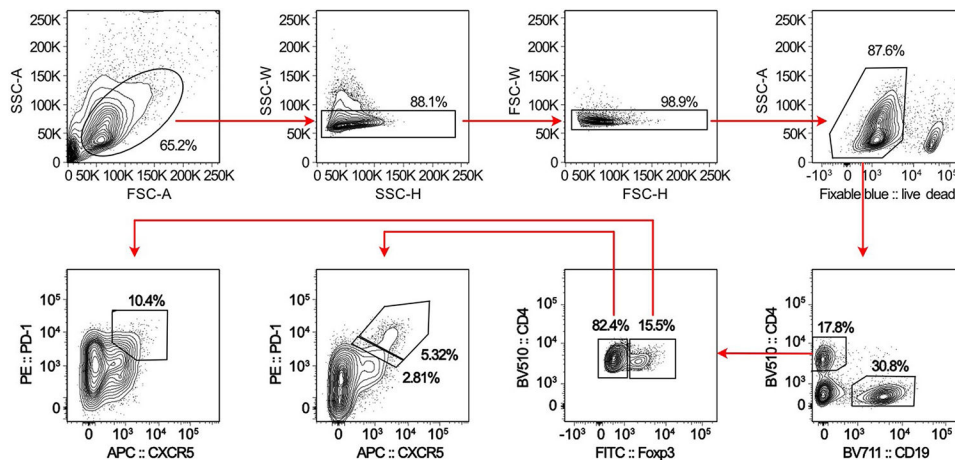 250K
200K
150K
100K
50K
0
SSC-A
65.2%
0 50K 100K 150K 200K 250K
FSC-A
250K
200K
150K
100K
50K
0
SSC-W
88.1%
0 50K 100K 150K 200K 250K
SSC-H
250K
200K
150K
100K
50K
0
FSC-W
98.9%
0 50K 100K 150K 200K 250K
FSC-H
250K
200K
150K
100K
50K
0
SSC-A
87.6%
-10³ 0 10³ 10⁴ 10⁵
Fixable blue :: live dead
10⁵
10⁴
10³
0
PE :: PD-1
10.4%
0 10³ 10⁴ 10⁵
APC :: CXCR5
10⁵
10⁴
10³
0
PE :: PD-1
5.32%
2.81%
0 10³ 10⁴ 10⁵
APC :: CXCR5
10⁵
10⁴
10³
0
BV510 :: CD4
82.4% 15.5%
-10³ 0 10³ 10⁴ 10⁵
FITC :: Foxp3
10⁵
10⁴
10³
0
BV510 :: CD4
17.8%
30.8%
0 10³ 10⁴ 10⁵
BV711 :: CD19